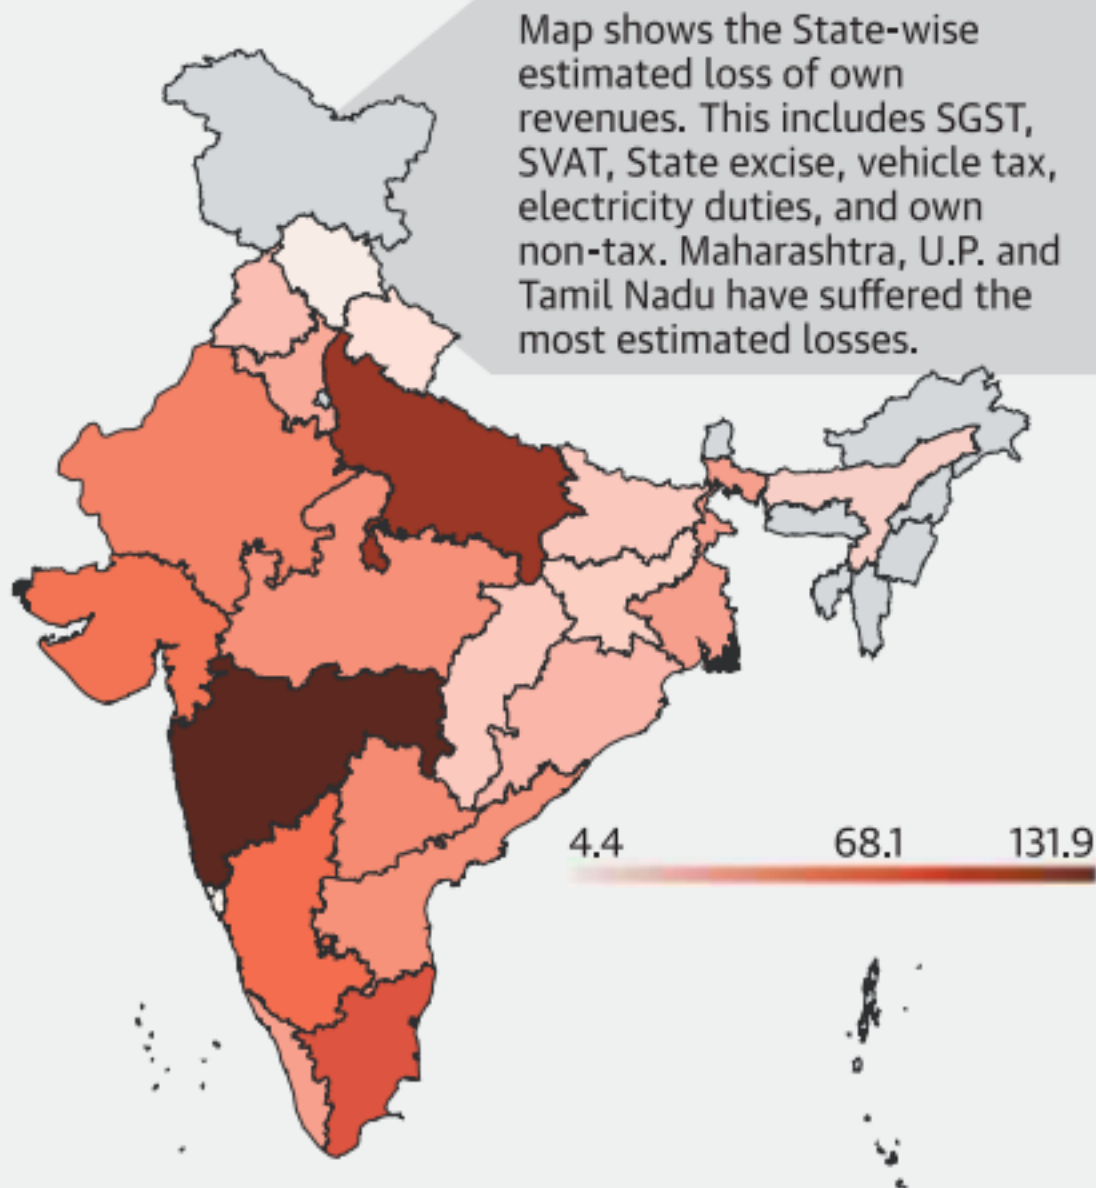 Map shows the State-wise
estimated loss of own
revenues. This includes SGST,
SVAT, State excise, vehicle tax,
electricity duties, and own
non-tax. Maharashtra, U.P. and
Tamil Nadu have suffered the
most estimated losses.
4.4 68.1 131.9